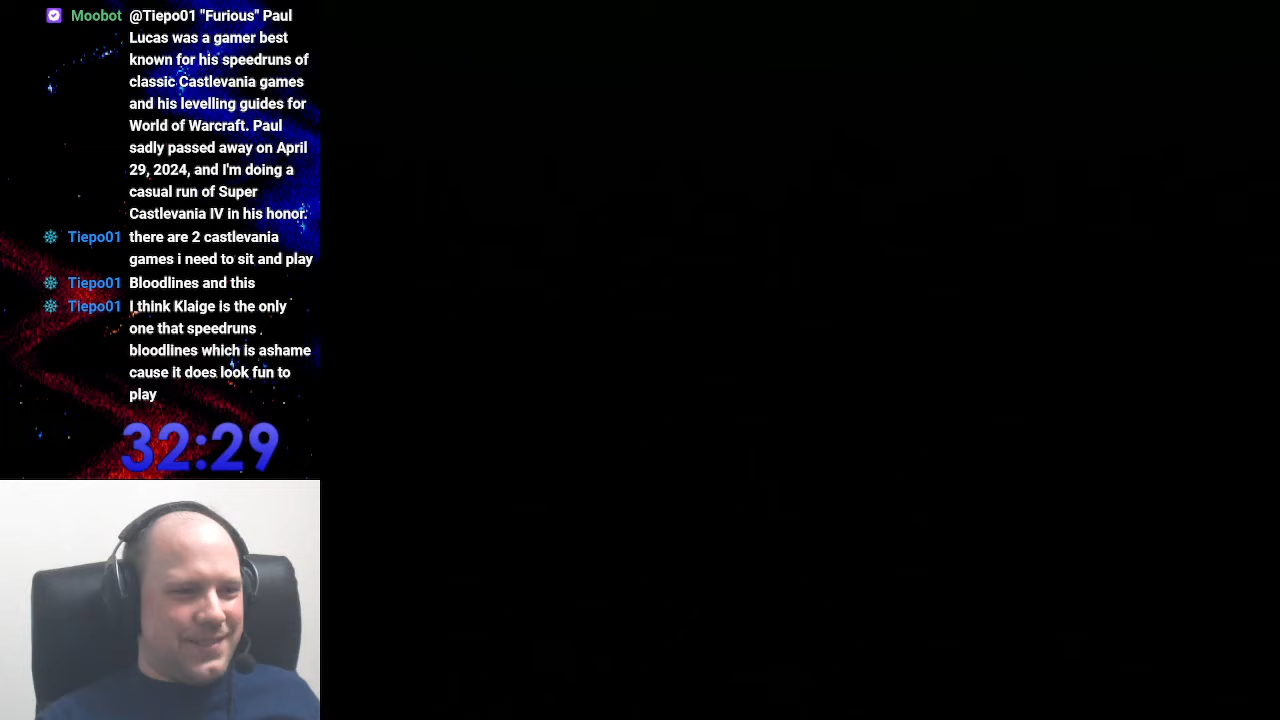 Moobot @Tiepo01 "Furious" Paul
Lucas was a gamer best
known for his speedruns of
classic Castlevania games
and his levelling guides for
World of Warcraft. Paul
sadly passed away on April
29, 2024, and I'm doing a
casual run of Super
Castlevania IV in his honor.
Tiepo01 there are 2 castlevania
games i need to sit and play
Tiepo01 Bloodlines and this
Tiepo01 I think Klaige is the only
one that speedruns
bloodlines which is ashame
cause it does look fun to
play
32:29